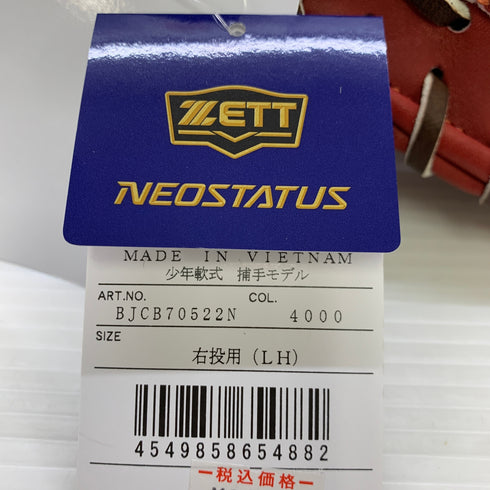 ZETT
NEOSTATUS
MADE IN VIETNAM
少年軟式 捕手モデル
ART.NO. COL.
BJCB70522N 4000
SIZE
右投用(LH)
4549858654882
ー税込価格ー